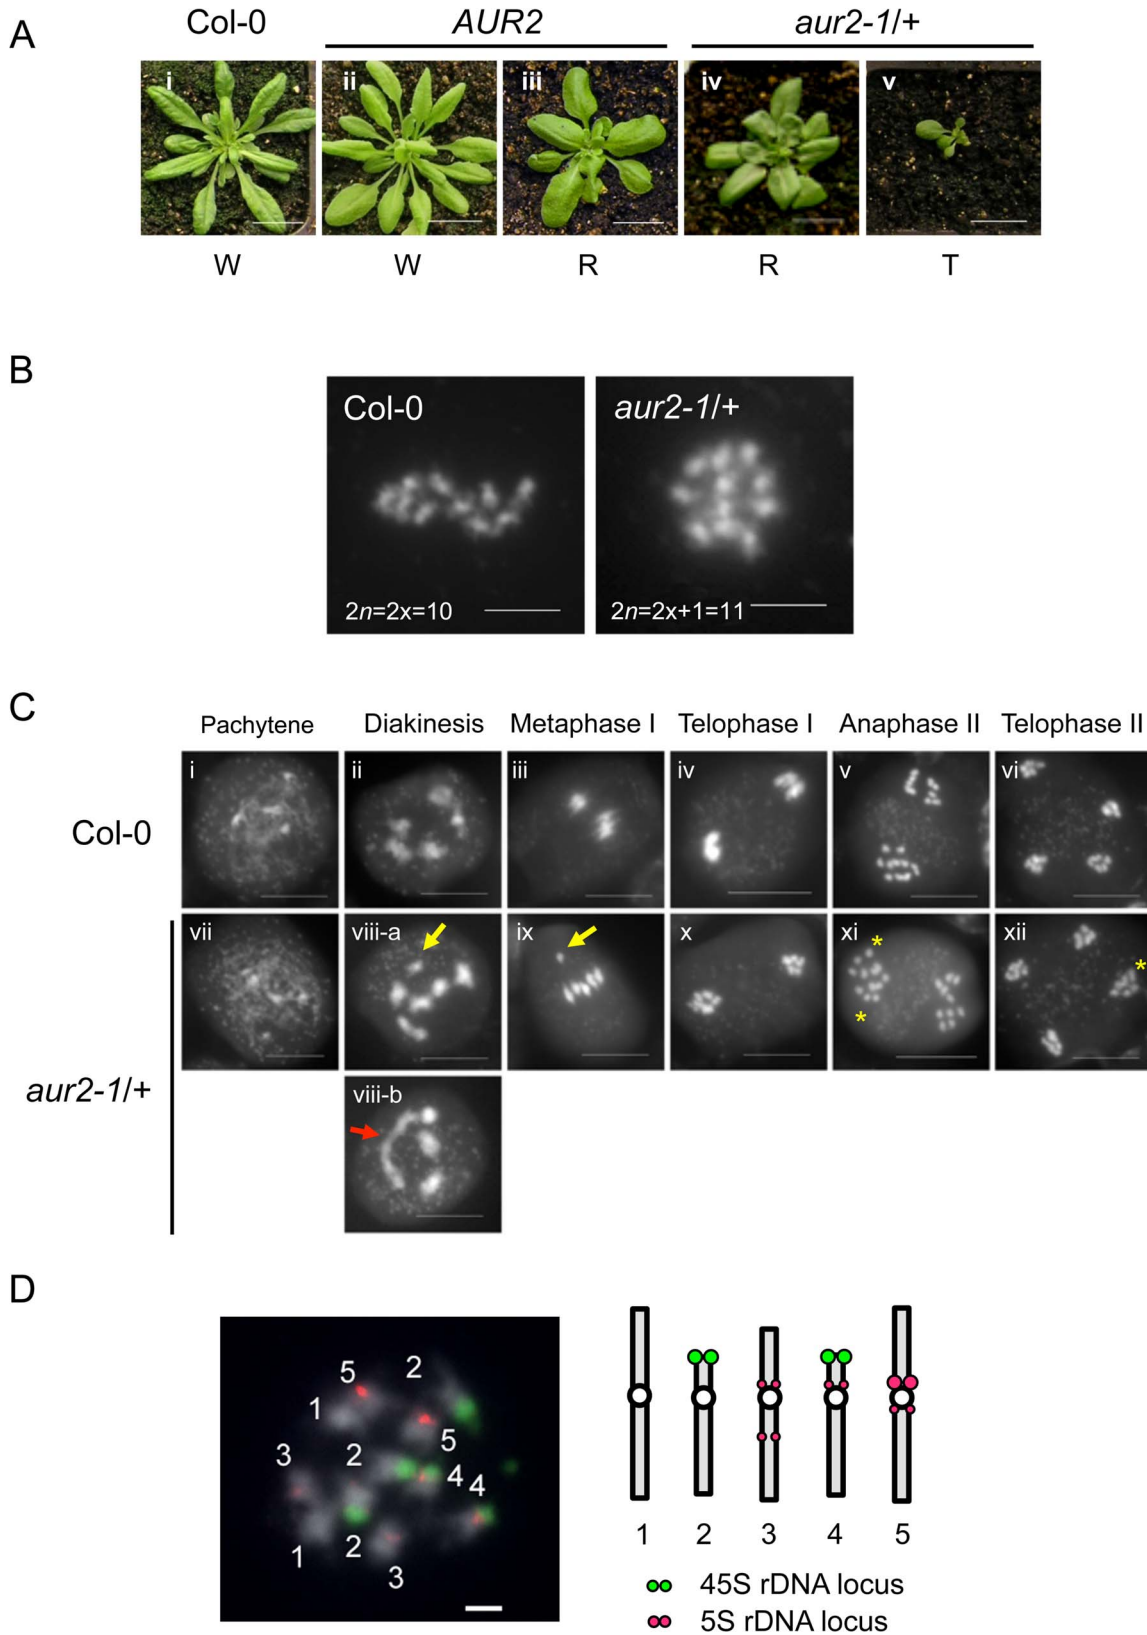 A
Col-0 AUR2 aur2-1/+
i ii iii iv v
W W R R T
B
Col-0 aur2-1/+
2n=2x=10 2n=2x+1=11
C
Pachytene Diakinesis Metaphase I Telophase I Anaphase II Telophase II
i ii iii iv v vi
Col-0
vii viii-a ix x xi * xii
*
*
aur2-1/+
viii-b
D
5 2
1
5
3 2
4 4
1 2
3
1 2 3 4 5
45S rDNA locus
5S rDNA locus